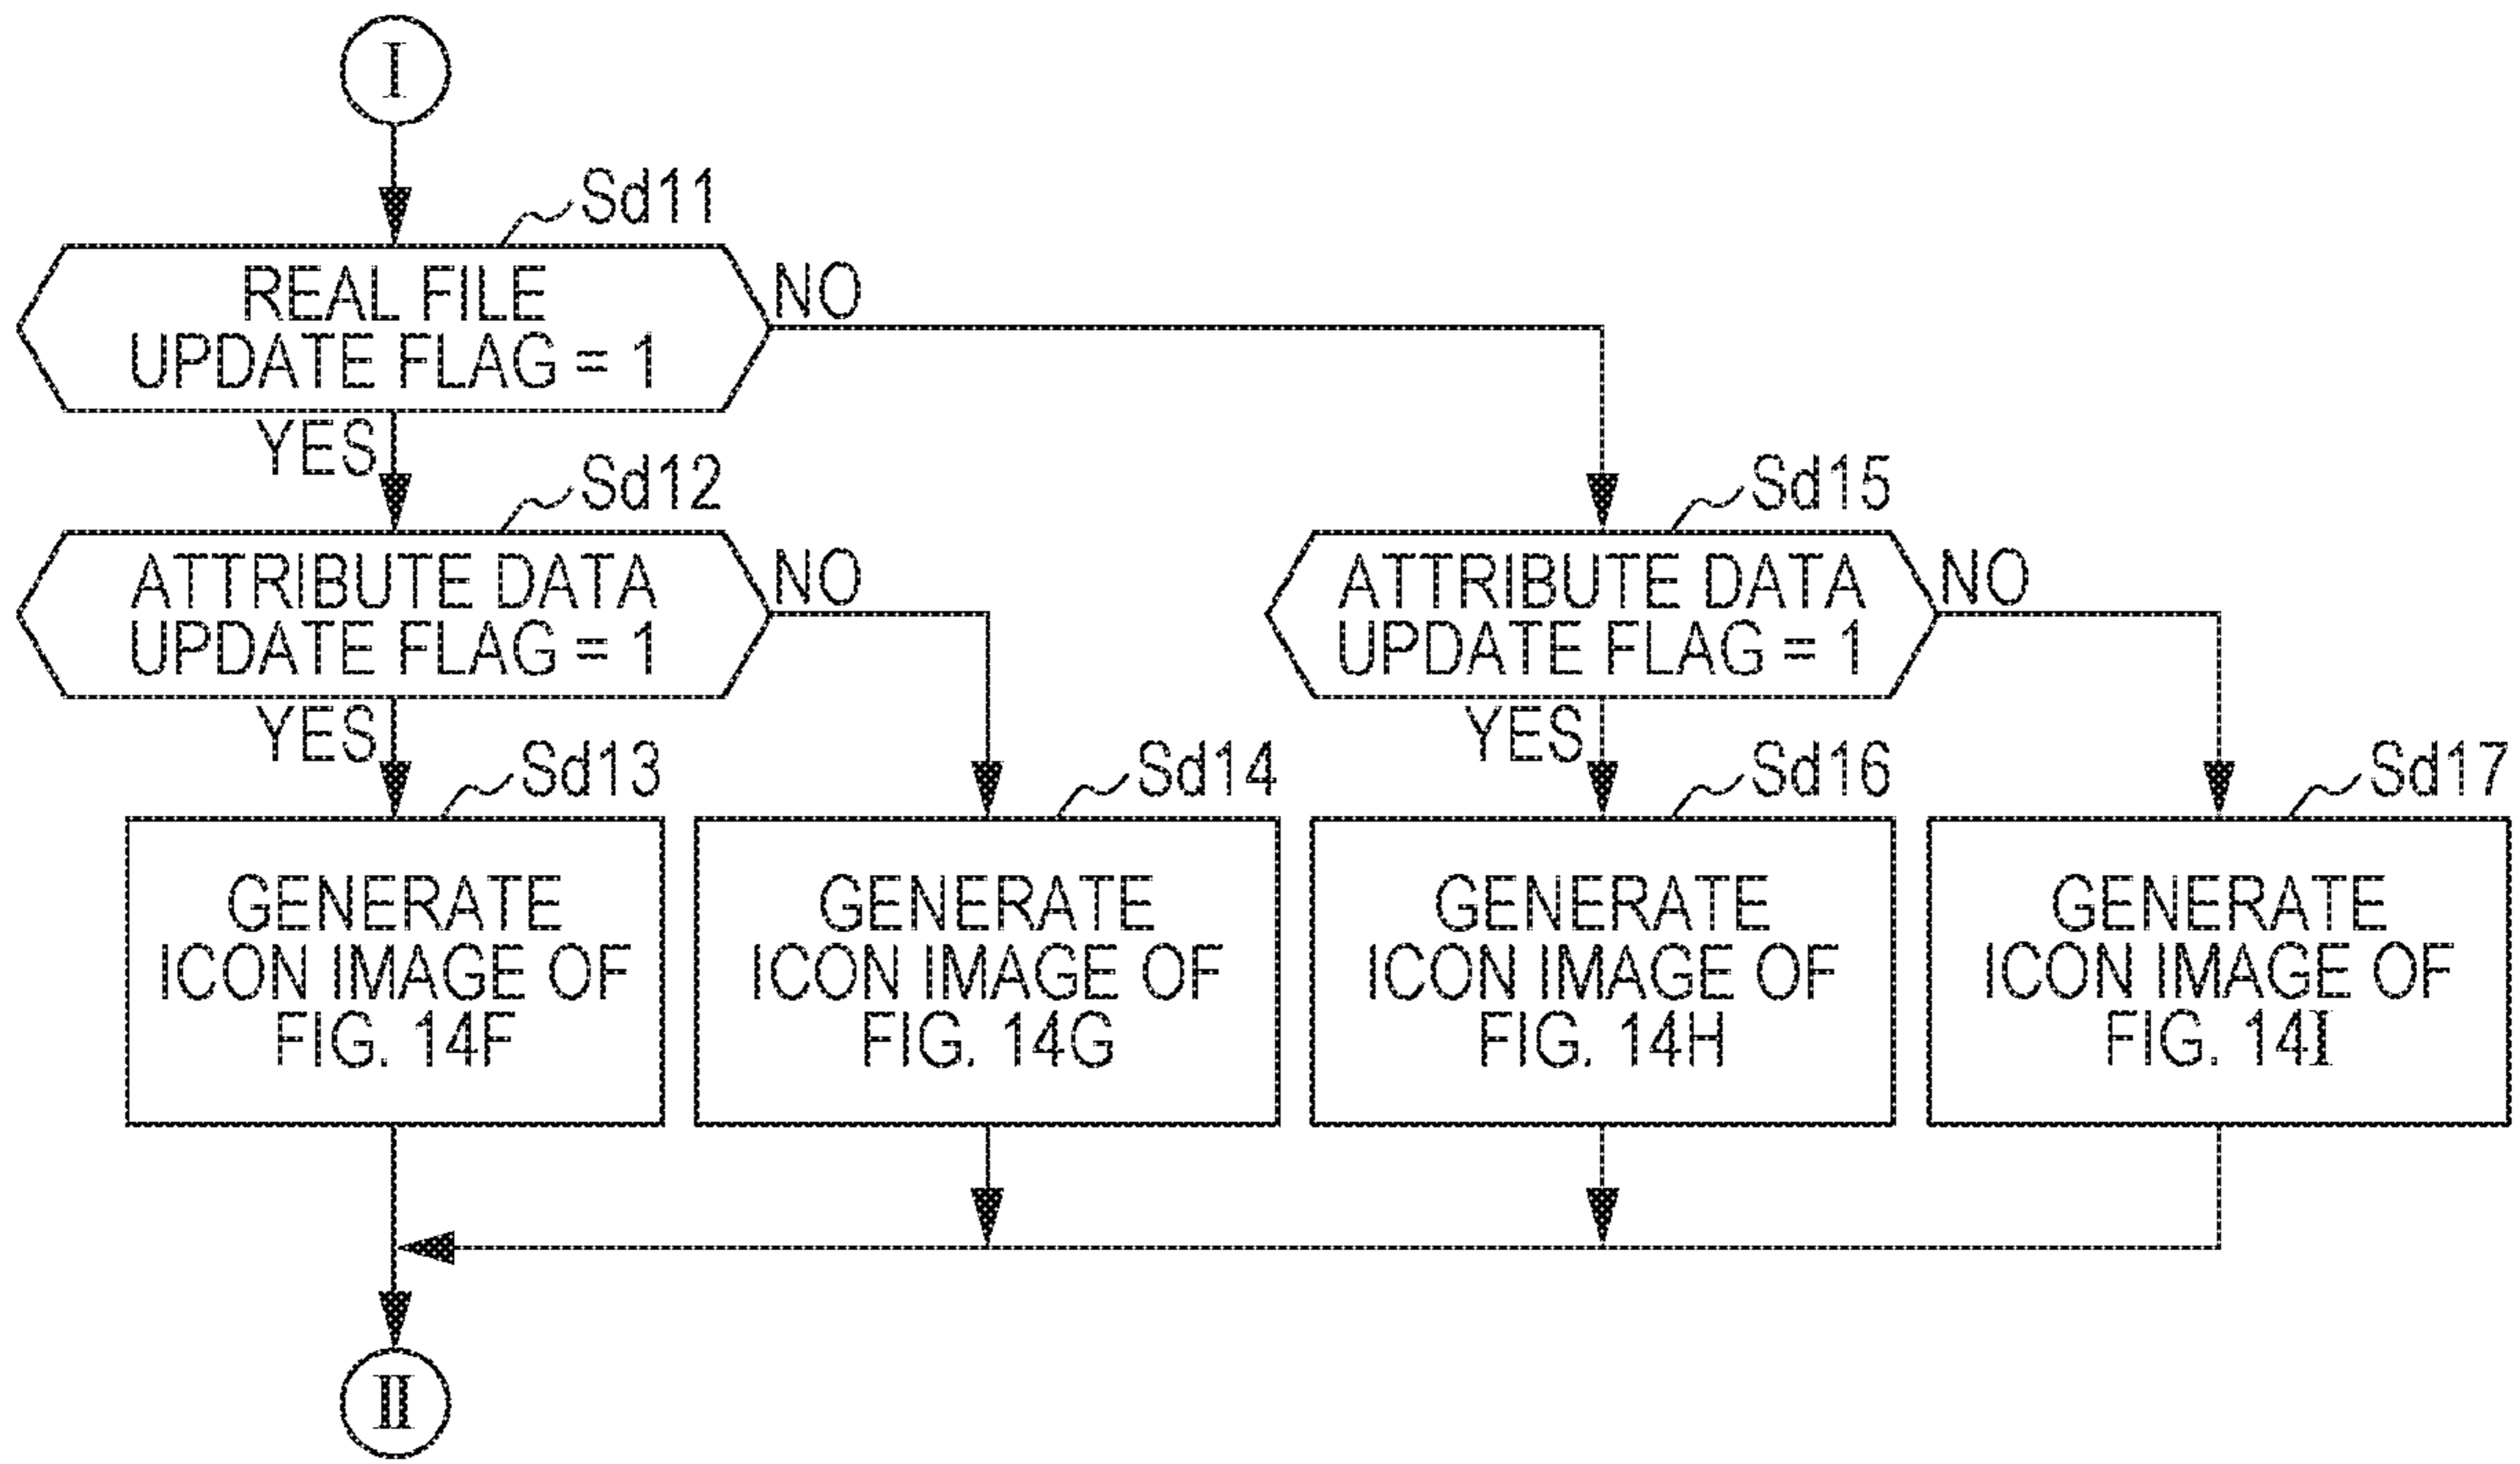 I
Sd11
REAL FILE
UPDATE FLAG = 1
NO
YES
Sd12
ATTRIBUTE DATA
UPDATE FLAG = 1
NO
YES
Sd15
ATTRIBUTE DATA
UPDATE FLAG = 1
NO
YES
Sd13
GENERATE
ICON IMAGE OF
FIG. 14F
Sd14
GENERATE
ICON IMAGE OF
FIG. 14G
Sd16
GENERATE
ICON IMAGE OF
FIG. 14H
Sd17
GENERATE
ICON IMAGE OF
FIG. 14I
II